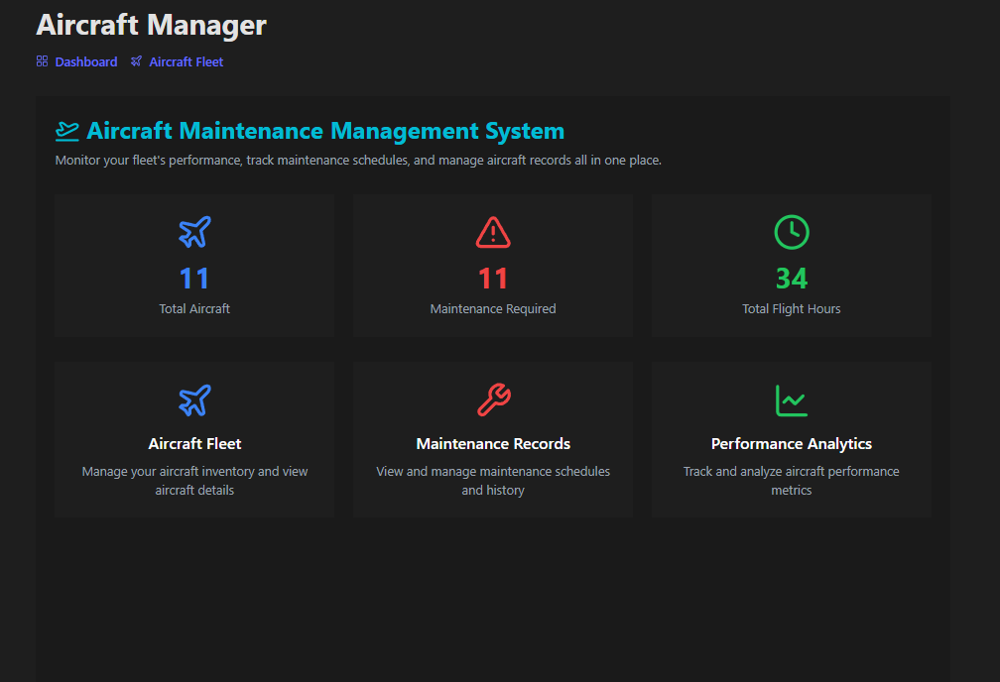 Aircraft Manager
Dashboard Aircraft Fleet
Aircraft Maintenance Management System
Monitor your fleet's performance, track maintenance schedules, and manage aircraft records all in one place.
11
Total Aircraft
11
Maintenance Required
34
Total Flight Hours
Aircraft Fleet
Manage your aircraft inventory and view
aircraft details
Maintenance Records
View and manage maintenance schedules
and history
Performance Analytics
Track and analyze aircraft performance
metrics